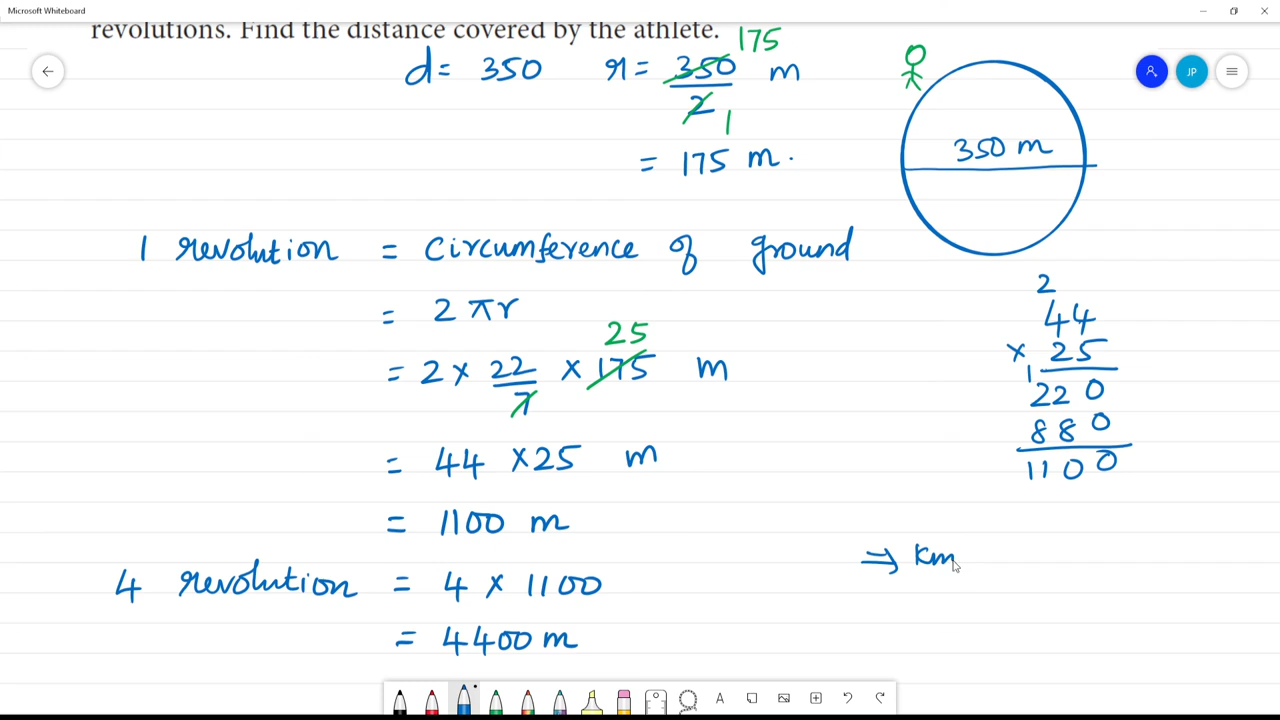 Microsoft Whiteboard
revolutions. Find the distance covered by the athlete.
175
d = 350 r = 350/2 m
1
= 175 m.
350 m
JP
1 revolution = circumference of ground
= 2 π r
25
= 2 × 22/7 × 175 m
= 44 × 25 m
= 1100 m
2
44
× 25
1
220
880
1100
⇒ km
4 revolution = 4 × 1100
= 4400 m
A